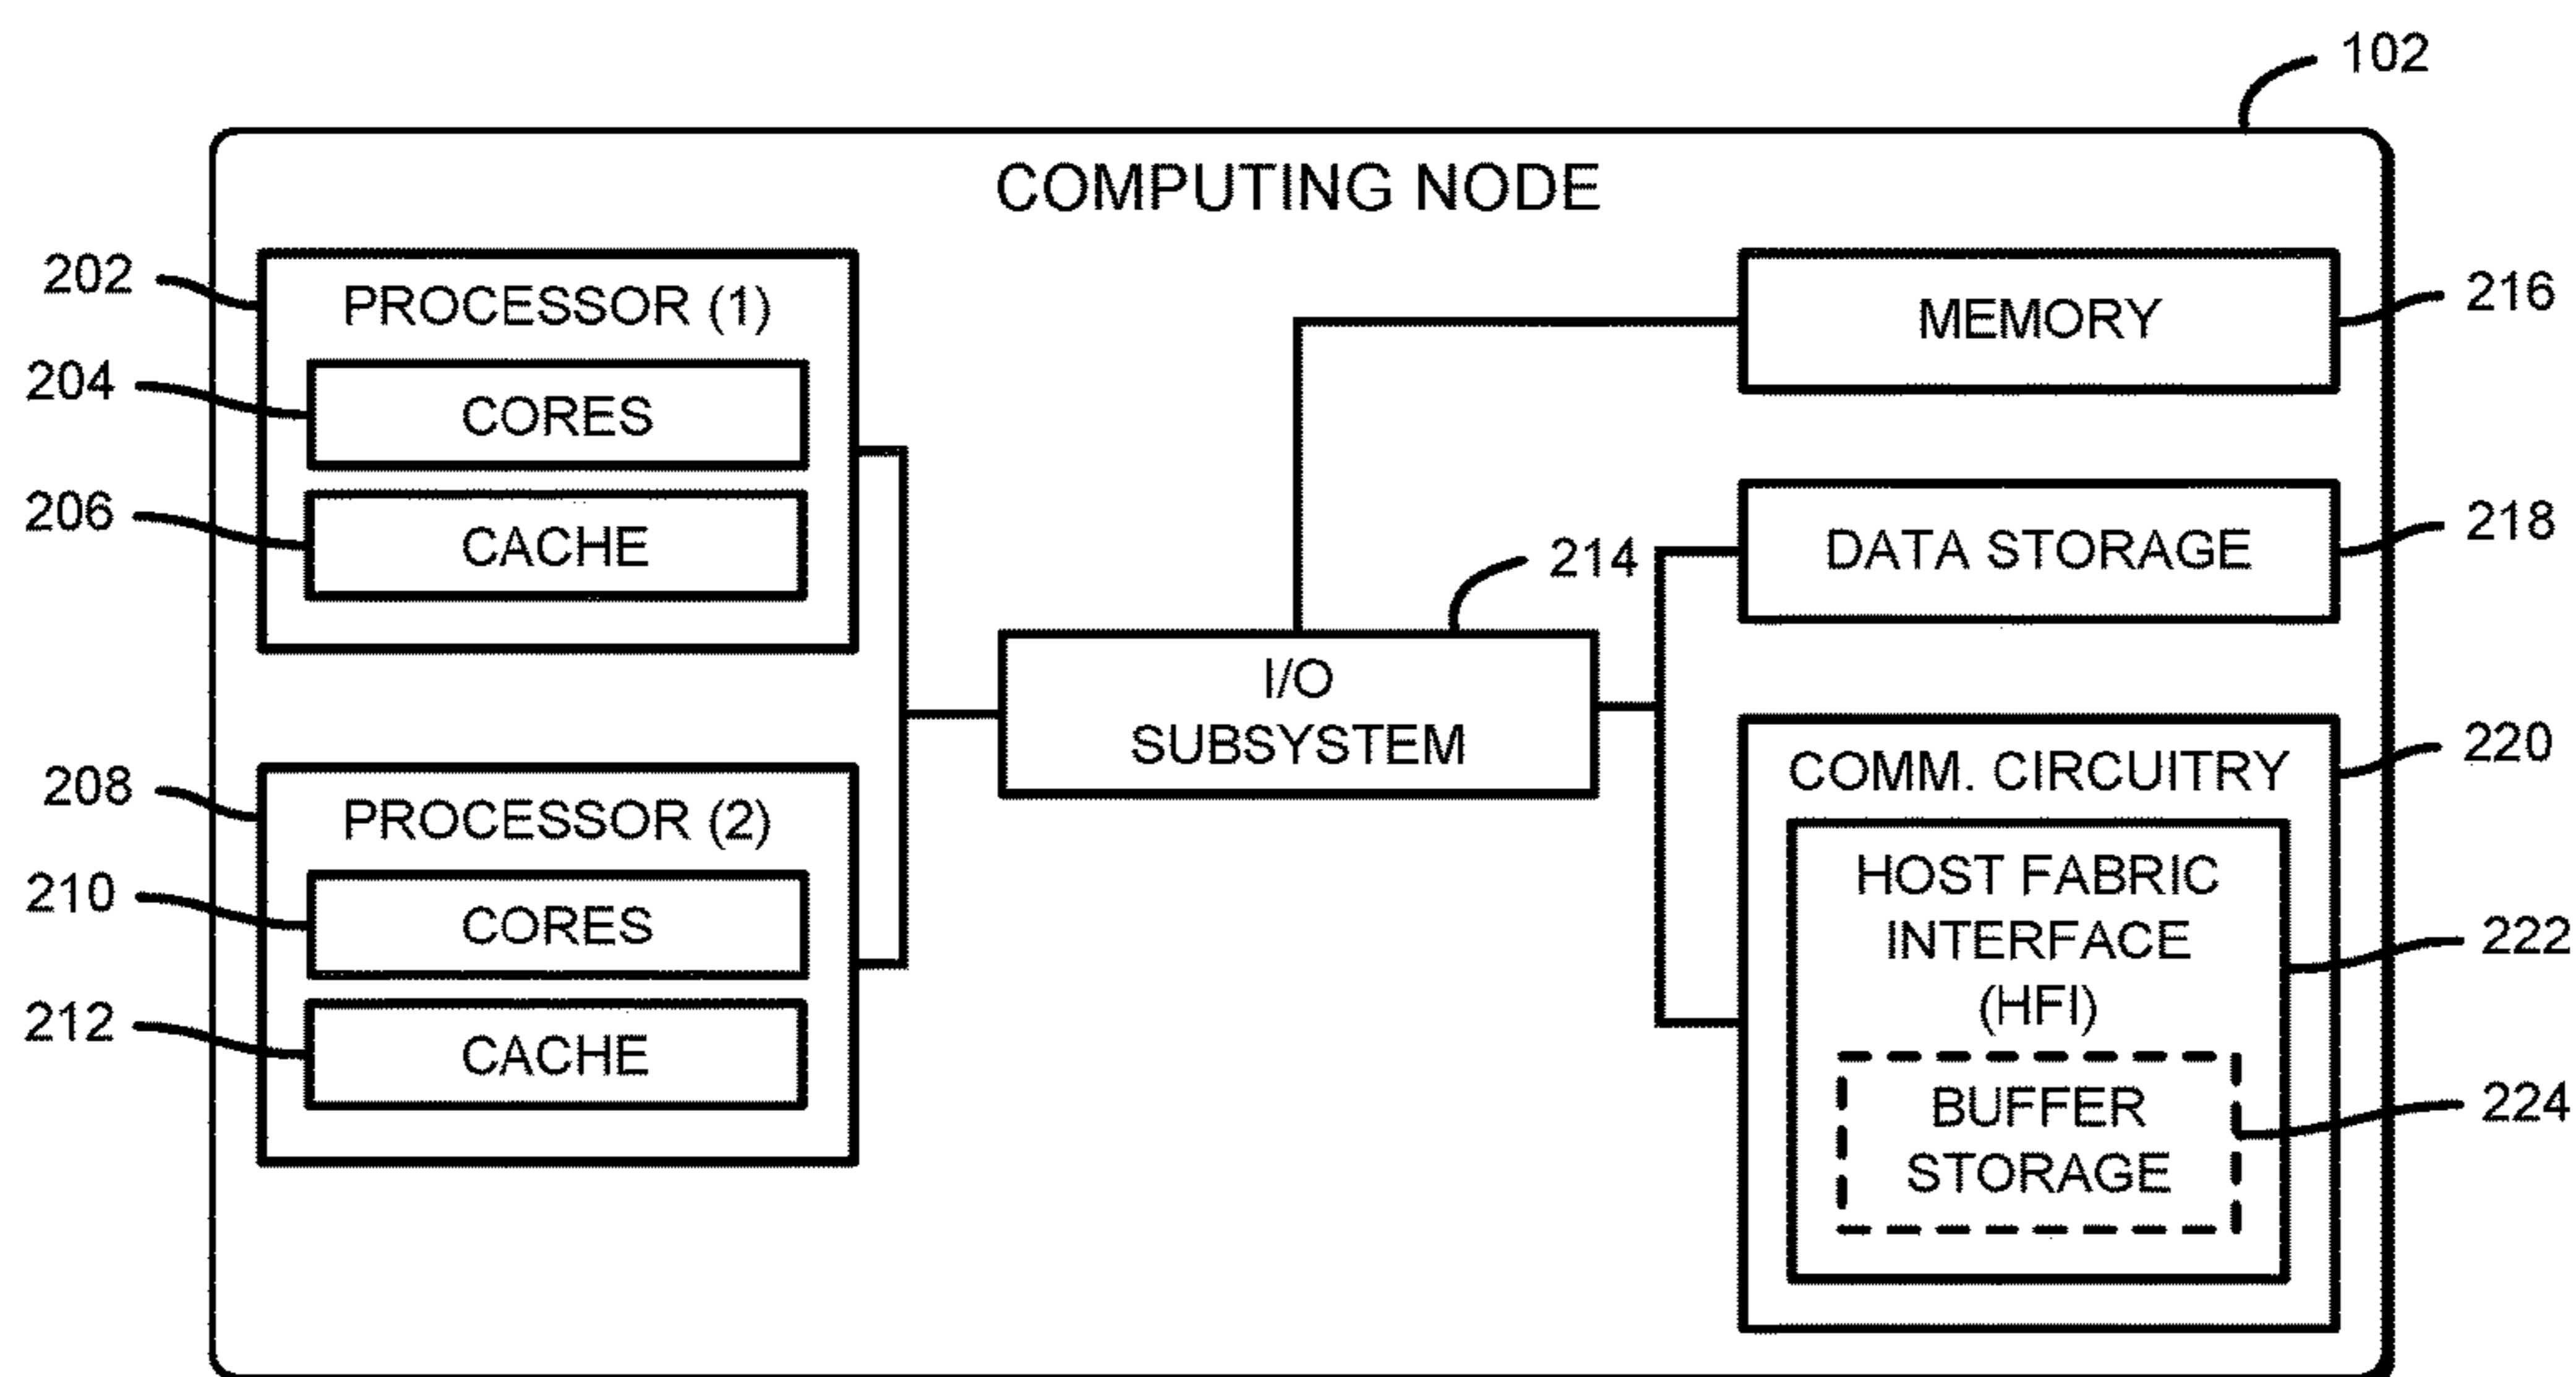 102
COMPUTING NODE
202
PROCESSOR (1)
204
CORES
206
CACHE
208
PROCESSOR (2)
210
CORES
212
CACHE
214
I/O
SUBSYSTEM
MEMORY
216
DATA STORAGE
218
COMM. CIRCUITRY
220
HOST FABRIC
INTERFACE
(HFI)
222
BUFFER
STORAGE
224